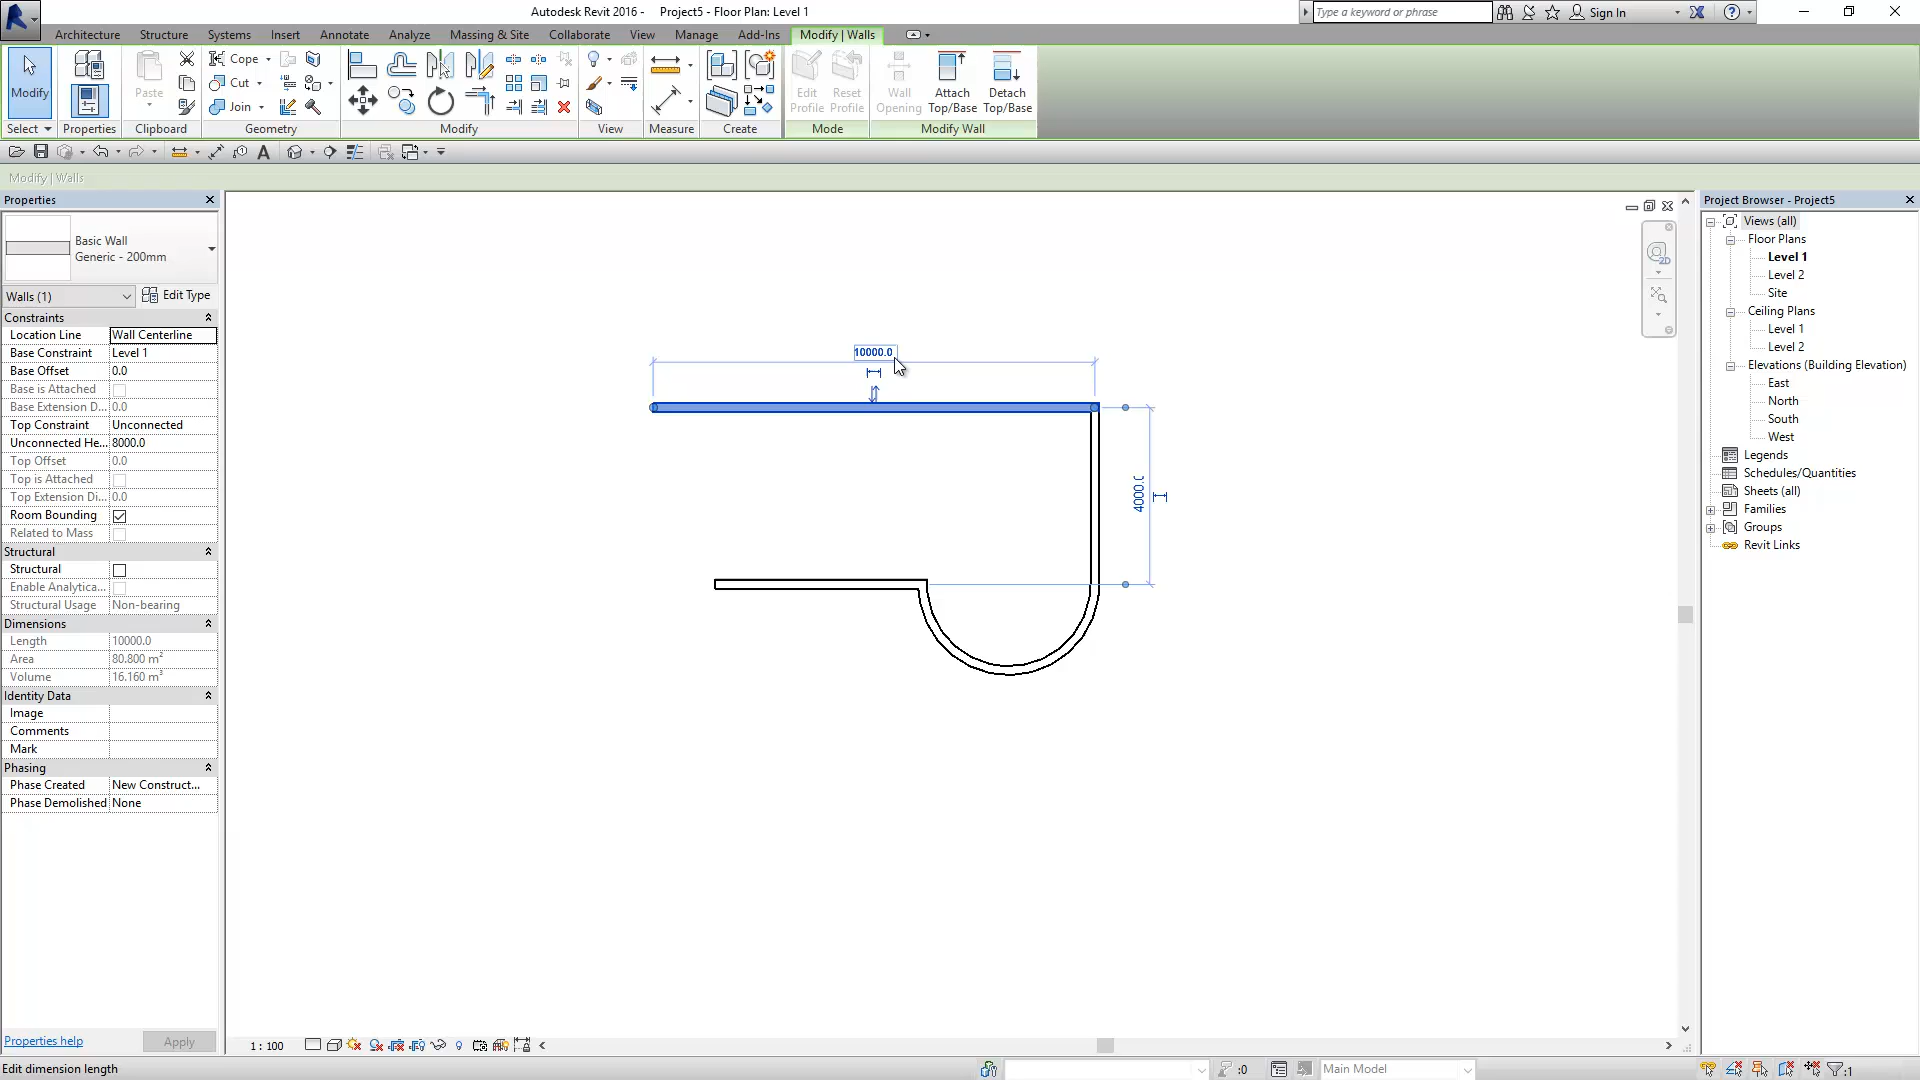 Autodesk Revit 2016 - Project5 - Floor Plan: Level 1
Type a keyword or phrase
Sign In
Architecture Structure Systems Insert Annotate Analyze Massing & Site Collaborate View Manage Add-Ins Modify | Walls
Modify
Cope
Cut
Join
Paste
Edit Profile
Reset Profile
Wall Opening
Attach Top/Base
Detach Top/Base
Select Properties Clipboard Geometry Modify View Measure Create Mode Modify Wall
Modify | Walls
Properties
Basic Wall
Generic - 200mm
Walls (1)
Edit Type
Constraints
Location Line Wall Centerline
Base Constraint Level 1
Base Offset 0.0
Base is Attached
Base Extension D... 0.0
Top Constraint Unconnected
Unconnected He... 8000.0
Top Offset 0.0
Top is Attached
Top Extension Di... 0.0
Room Bounding
Related to Mass
Structural
Structural
Enable Analytica...
Structural Usage Non-bearing
Dimensions
Length 10000.0
Area 80.800 m²
Volume 16.160 m³
Identity Data
Image
Comments
Mark
Phasing
Phase Created New Construct...
Phase Demolished None
Properties help
Apply
10000.0
4000.0
2D
Project Browser - Project5
Views (all)
Floor Plans
Level 1
Level 2
Site
Ceiling Plans
Level 1
Level 2
Elevations (Building Elevation)
East
North
South
West
Legends
Schedules/Quantities
Sheets (all)
Families
Groups
Revit Links
1 : 100
Edit dimension length
:0
Main Model
:1